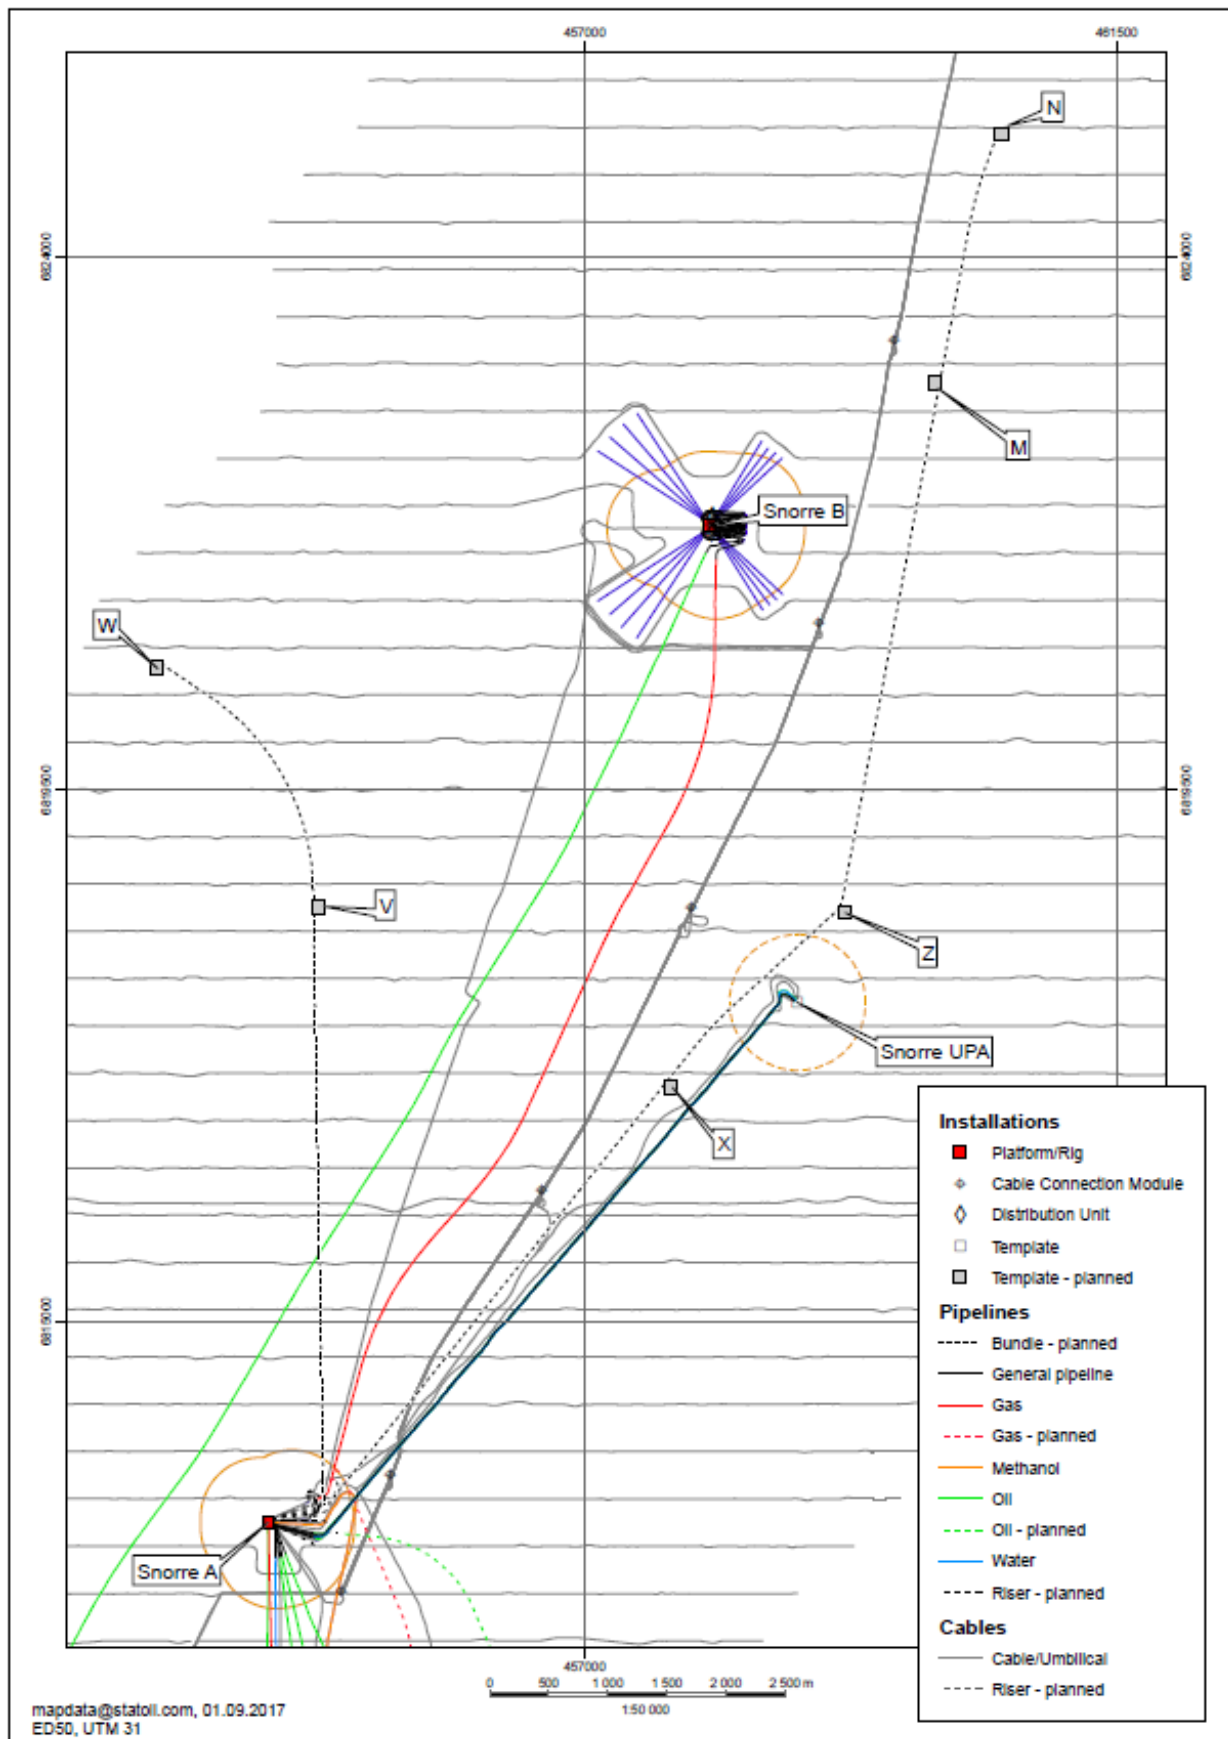 457000
461500
N
6824000
6824000
M
Snorre B
W
6819500
6819500
V
Z
Snorre UPA
X
Snorre A
Installations
Platform/Rig
Cable Connection Module
Distribution Unit
Template
Template - planned
Pipelines
Bundle - planned
General pipeline
Gas
Gas - planned
Methanol
Oil
Oil - planned
Water
Riser - planned
Cables
Cable/Umbilical
Riser - planned
457000
0 500 1 000 1 500 2 000 2 500 m
1:50 000
mapdata@statoil.com, 01.09.2017
ED50, UTM 31